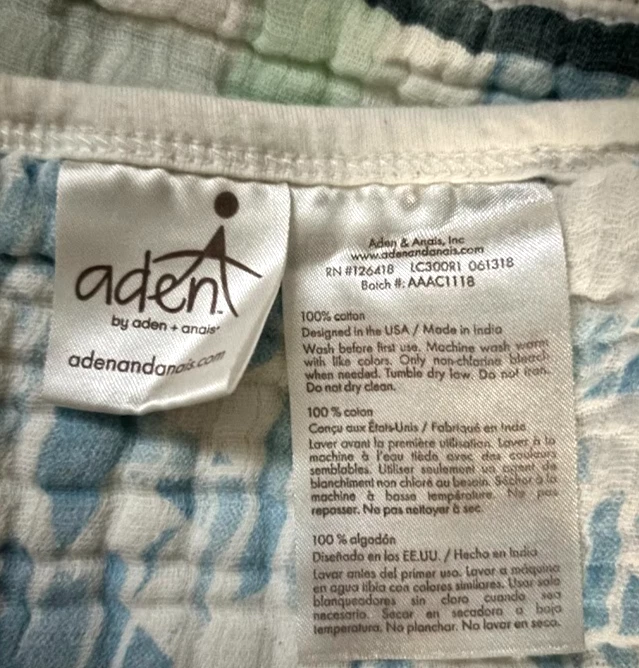 aden™
by aden + anais®
adenandanais.com
Aden & Anais, Inc
www.adenandanais.com
RN #126418 LC300R1 061318
Batch #: AAAC1118
100% cotton
Designed in the USA / Made in India
Wash before first use. Machine wash warm
with like colors. Only non-chlorine bleach
when needed. Tumble dry low. Do not iron.
Do not dry clean.
100 % coton
Conçu aux États-Unis / Fabriqué en Inde
Laver avant la première utilisation. Laver à la
machine à l'eau tiède avec des couleurs
semblables. Utiliser seulement un agent de
blanchiment non chloré au besoin. Sécher à la
machine à basse température. Ne pas
repasser. Ne pas nettoyer à sec.
100 % algodón
Diseñado en los EE.UU. / Hecho en India
Lavar antes del primer uso. Lavar a máquina
en agua tibia con colores similares. Usar solo
blanqueadores sin cloro cuando sea
necesario. Secar en secadora a baja
temperatura. No planchar. No lavar en seco.